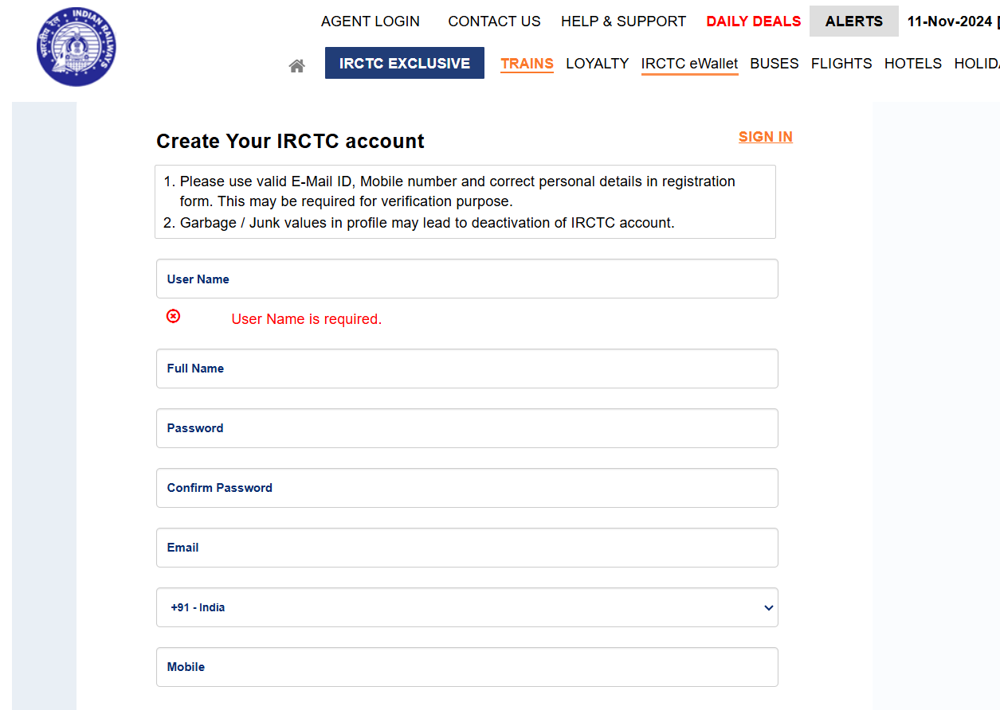 भारतीय रेल INDIAN RAILWAYS
AGENT LOGIN CONTACT US HELP & SUPPORT DAILY DEALS ALERTS 11-Nov-2024 [
IRCTC EXCLUSIVE TRAINS LOYALTY IRCTC eWallet BUSES FLIGHTS HOTELS
Create Your IRCTC account SIGN IN
1. Please use valid E-Mail ID, Mobile number and correct personal details in registration
form. This may be required for verification purpose.
2. Garbage / Junk values in profile may lead to deactivation of IRCTC account.
User Name
User Name is required.
Full Name
Password
Confirm Password
Email
+91 - India
Mobile